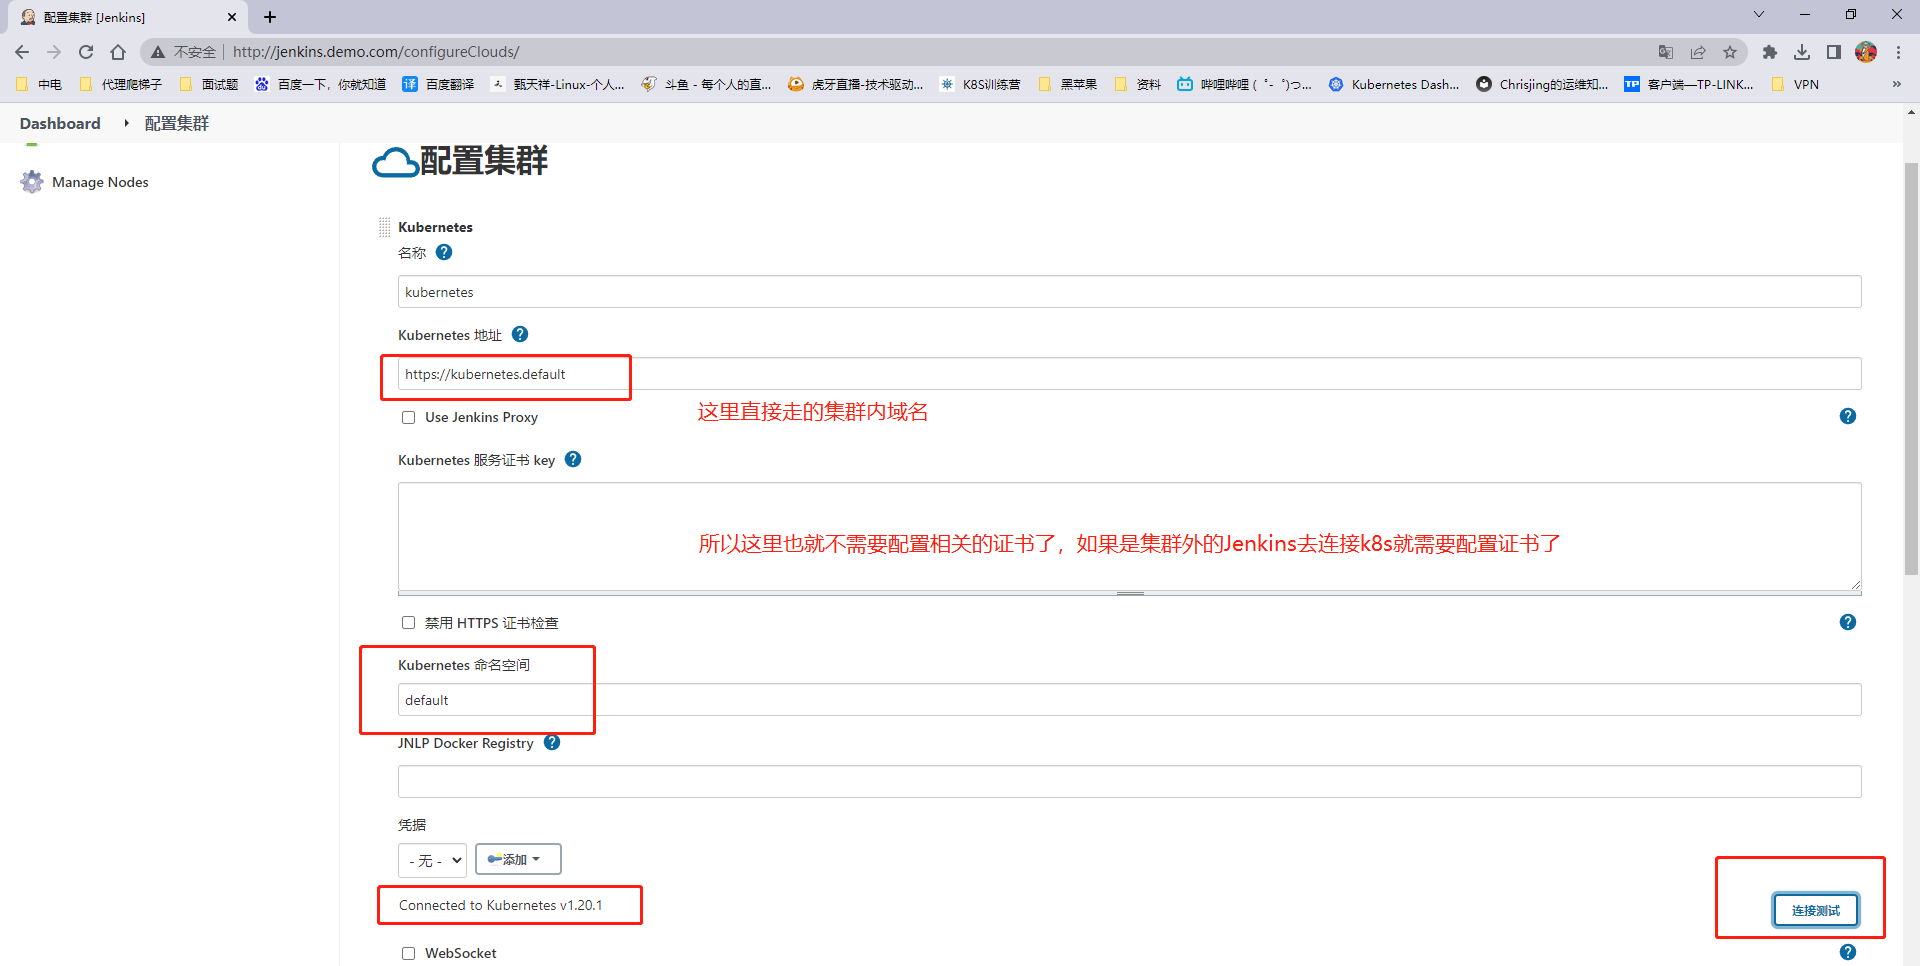 配置集群 [Jenkins]
不安全 http://jenkins.demo.com/configureClouds/
中电 代理爬梯子 面试题 百度一下，你就知道 译 百度翻译 甄天祥-Linux-个人... 斗鱼 - 每个人的直... 虎牙直播-技术驱动... K8S训练营 黑苹果 资料 哔哩哔哩 ( ゜- ゜)つ... Kubernetes Dash... Chrisjing的运维知... TP 客户端—TP-LINK... VPN »
Dashboard 配置集群
配置集群
Manage Nodes
Kubernetes
名称 ?
kubernetes
Kubernetes 地址 ?
https://kubernetes.default
这里直接走的集群内域名
Use Jenkins Proxy ?
Kubernetes 服务证书 key ?
所以这里也就不需要配置相关的证书了，如果是集群外的Jenkins去连接k8s就需要配置证书了
禁用 HTTPS 证书检查 ?
Kubernetes 命名空间
default
JNLP Docker Registry ?
凭据
- 无 - 添加
Connected to Kubernetes v1.20.1
连接测试
WebSocket ?